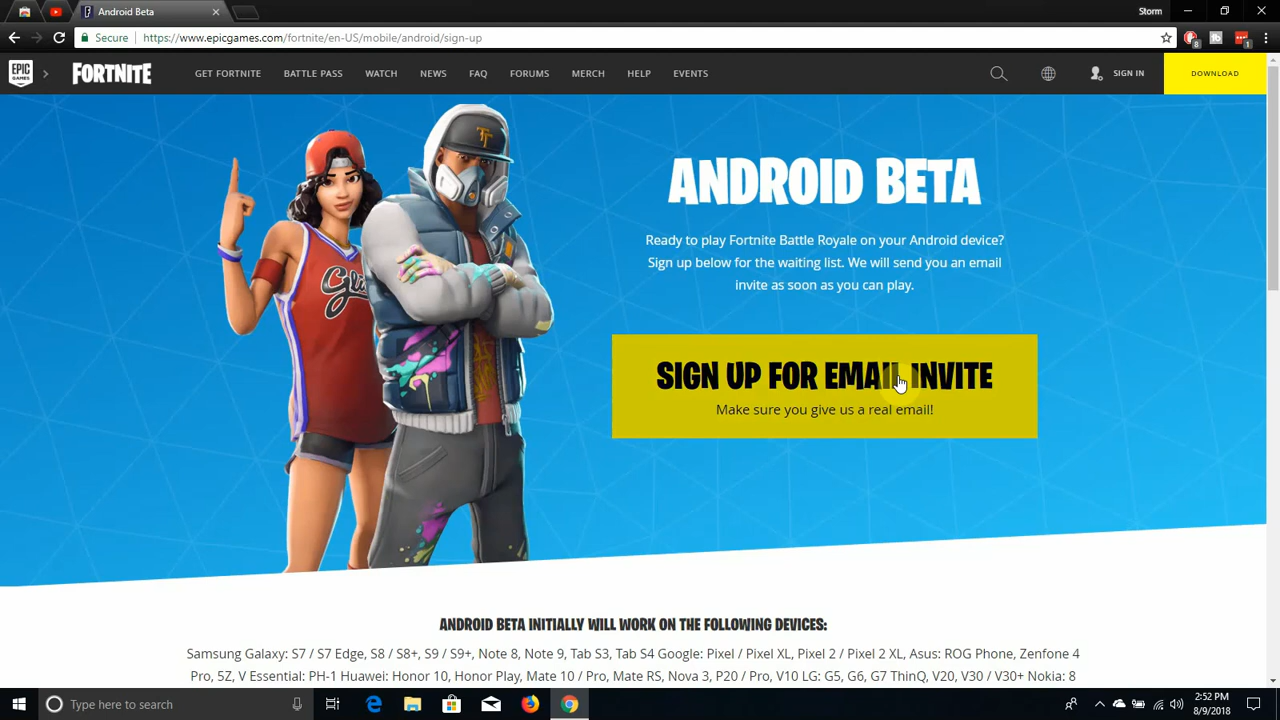 Android Beta
Storm
Secure
https://www.epicgames.com/fortnite/en-US/mobile/android/sign-up
8
1
EPIC GAMES
FORTNITE
GET FORTNITE
BATTLE PASS
WATCH
NEWS
FAQ
FORUMS
MERCH
HELP
EVENTS
SIGN IN
DOWNLOAD
TT
ANDROID BETA
Ready to play Fortnite Battle Royale on your Android device?
Sign up below for the waiting list. We will send you an email
invite as soon as you can play.
SIGN UP FOR EMAIL INVITE
Make sure you give us a real email!
ANDROID BETA INITIALLY WILL WORK ON THE FOLLOWING DEVICES:
Samsung Galaxy: S7 / S7 Edge, S8 / S8+, S9 / S9+, Note 8, Note 9, Tab S3, Tab S4 Google: Pixel / Pixel XL, Pixel 2 / Pixel 2 XL, Asus: ROG Phone, Zenfone 4
Pro, 5Z, V Essential: PH-1 Huawei: Honor 10, Honor Play, Mate 10 / Pro, Mate RS, Nova 3, P20 / Pro, V10 LG: G5, G6, G7 ThinQ, V20, V30 / V30+ Nokia: 8
Type here to search
2:52 PM
8/9/2018